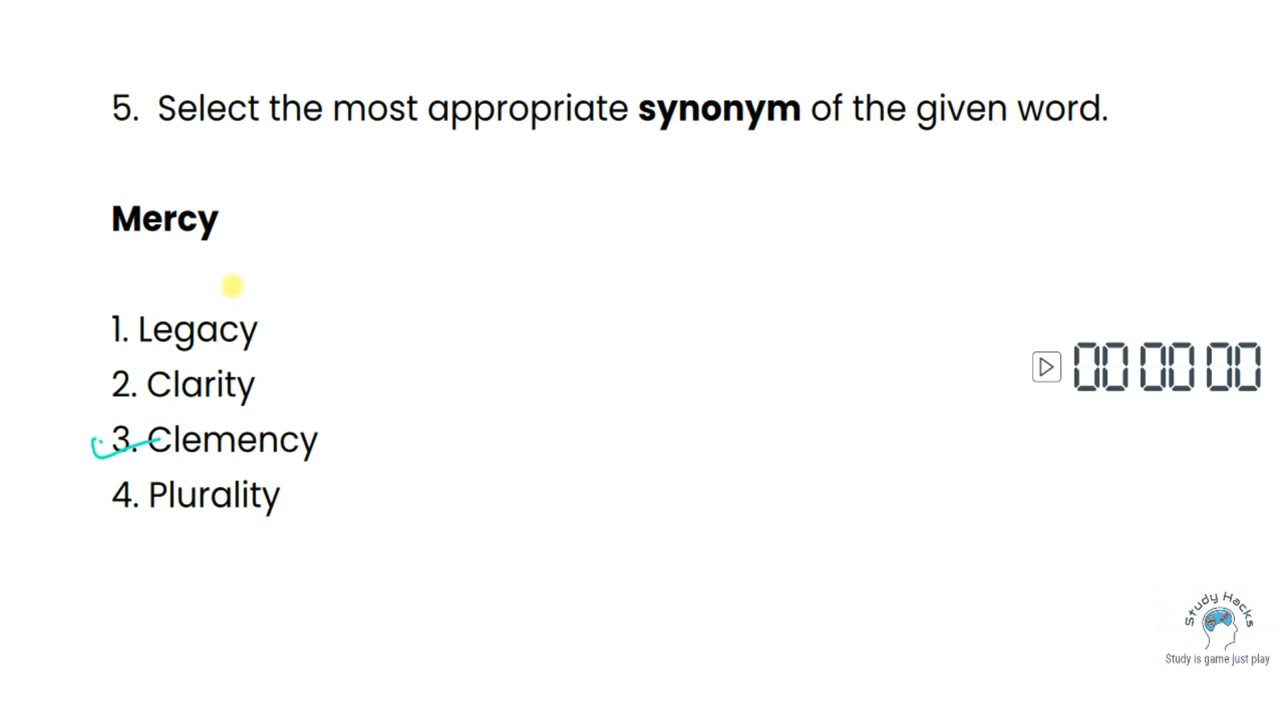 5. Select the most appropriate synonym of the given word.
Mercy
1. Legacy
2. Clarity
3. Clemency
4. Plurality
00 00 00
Study Hacks
Study is game just play